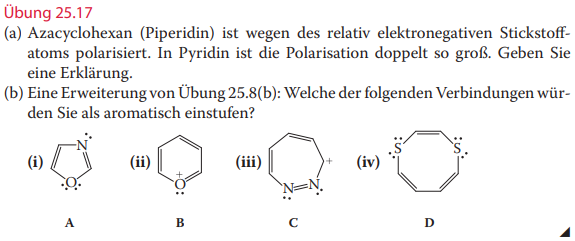 Übung 25.17
(a) Azacyclohexan (Piperidin) ist wegen des relativ elektronegativen Stickstoff-
atoms polarisiert. In Pyridin ist die Polarisation doppelt so groß. Geben Sie
eine Erklärung.
(b) Eine Erweiterung von Übung 25.8(b): Welche der folgenden Verbindungen wür-
den Sie als aromatisch einstufen?
(i) N O (ii) O + (iii) N N + (iv) S S
A B C D